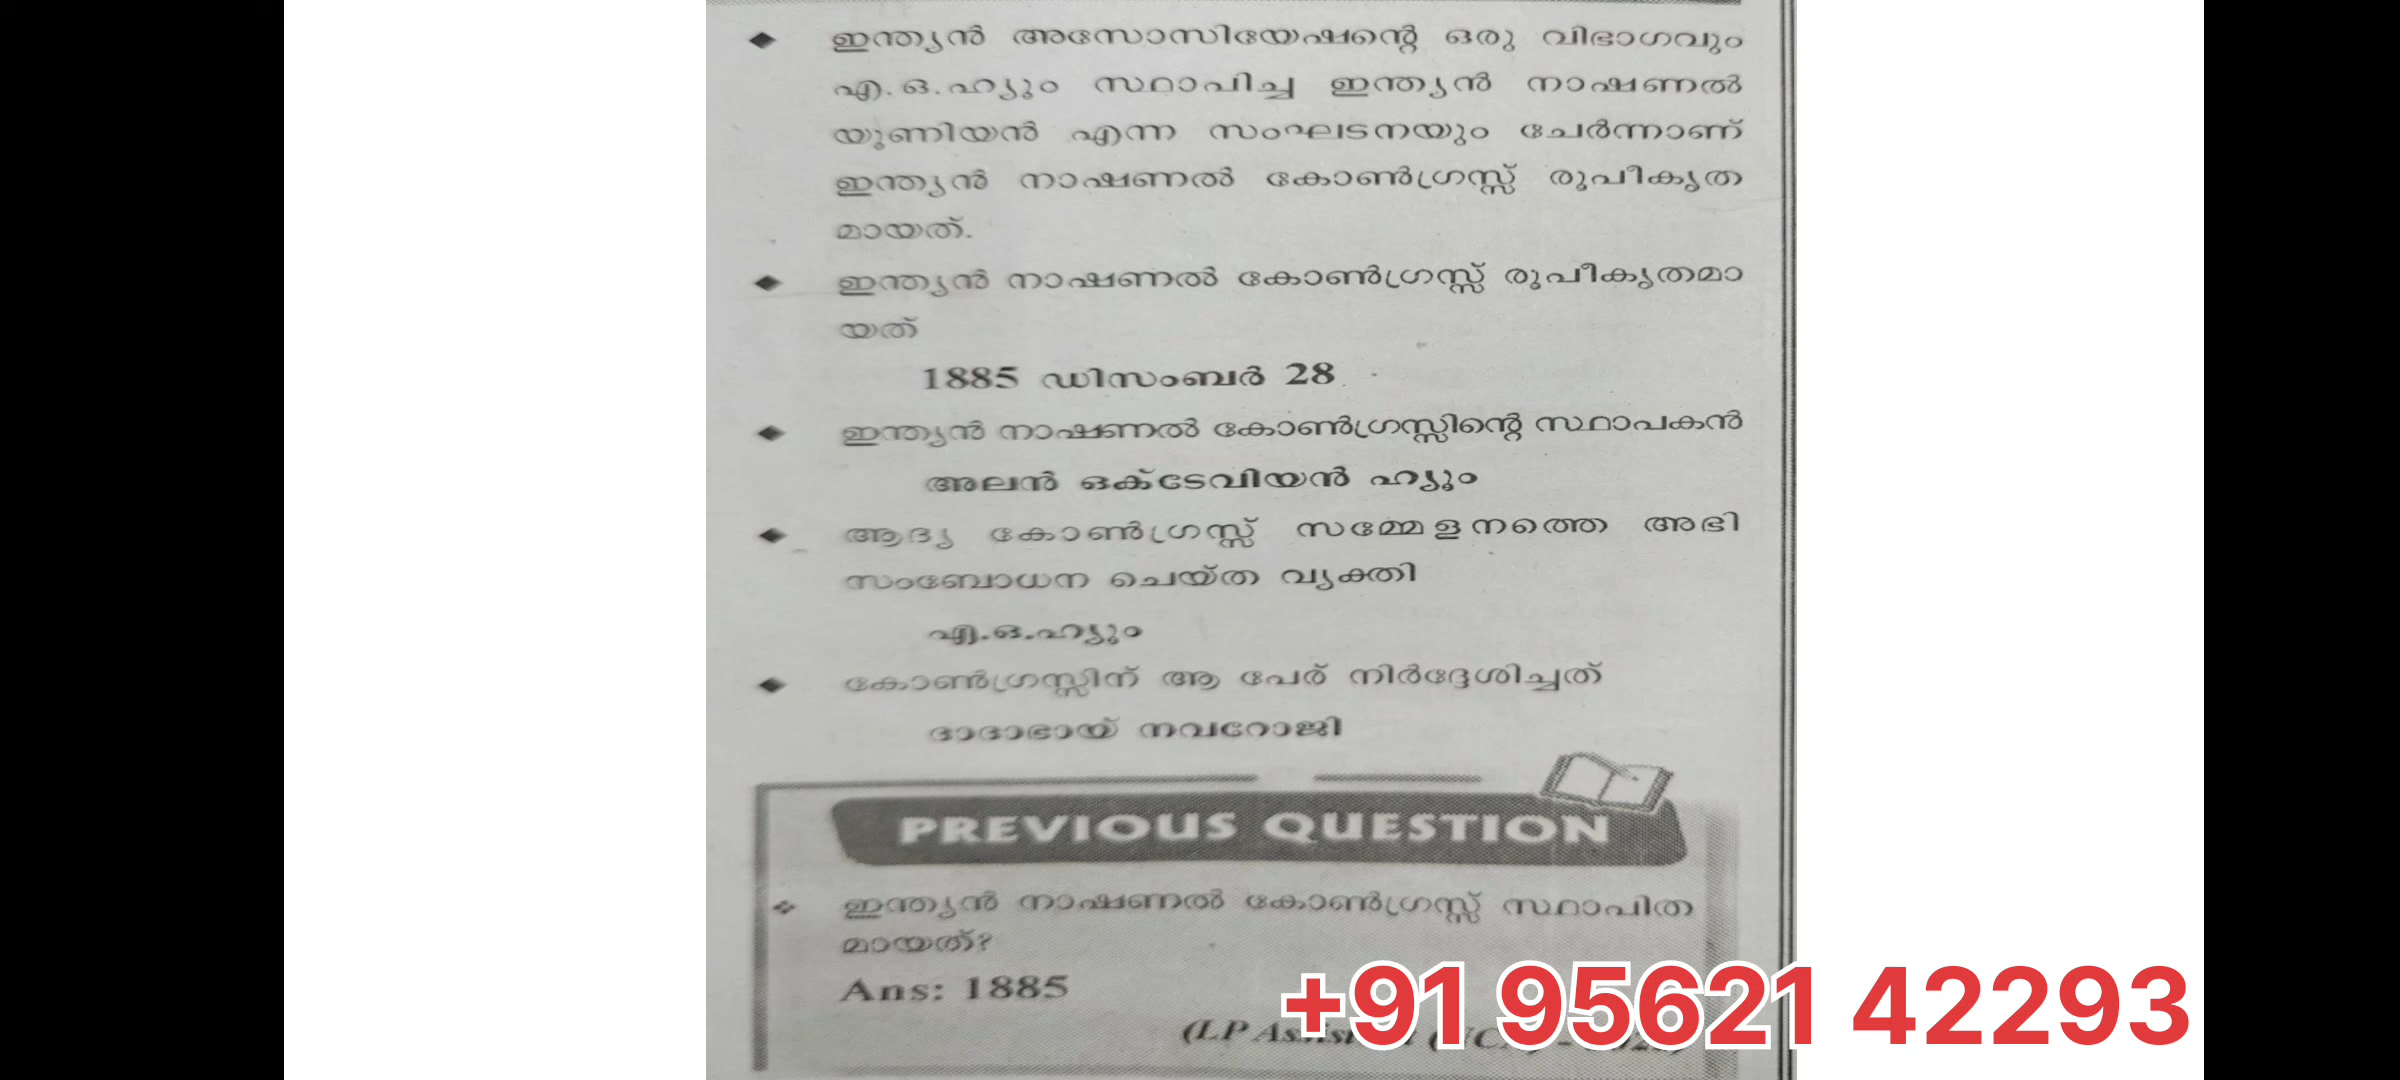 ◆ ഇന്ത്യൻ അസോസിയേഷന്റെ ഒരു വിഭാഗവും
എ.ഒ.ഹ്യൂം സ്ഥാപിച്ച ഇന്ത്യൻ നാഷണൽ
യൂണിയൻ എന്ന സംഘടനയും ചേർന്നാണ്
ഇന്ത്യൻ നാഷണൽ കോൺഗ്രസ്സ് രൂപീകൃത
മായത്.
◆ ഇന്ത്യൻ നാഷണൽ കോൺഗ്രസ്സ് രൂപീകൃതമാ
യത്
1885 ഡിസംബർ 28
◆ ഇന്ത്യൻ നാഷണൽ കോൺഗ്രസ്സിന്റെ സ്ഥാപകൻ
അലൻ ഒക്ടേവിയൻ ഹ്യൂം
◆ ആദ്യ കോൺഗ്രസ്സ് സമ്മേളനത്തെ അഭി
സംബോധന ചെയ്ത വ്യക്തി
എ.ഒ.ഹ്യൂം
◆ കോൺഗ്രസ്സിന് ആ പേര് നിർദ്ദേശിച്ചത്
ദാദാഭായ് നവറോജി
PREVIOUS QUESTION
ഇന്ത്യൻ നാഷണൽ കോൺഗ്രസ്സ് സ്ഥാപിത
മായത്?
Ans: 1885
(LP
+91 95621 42293